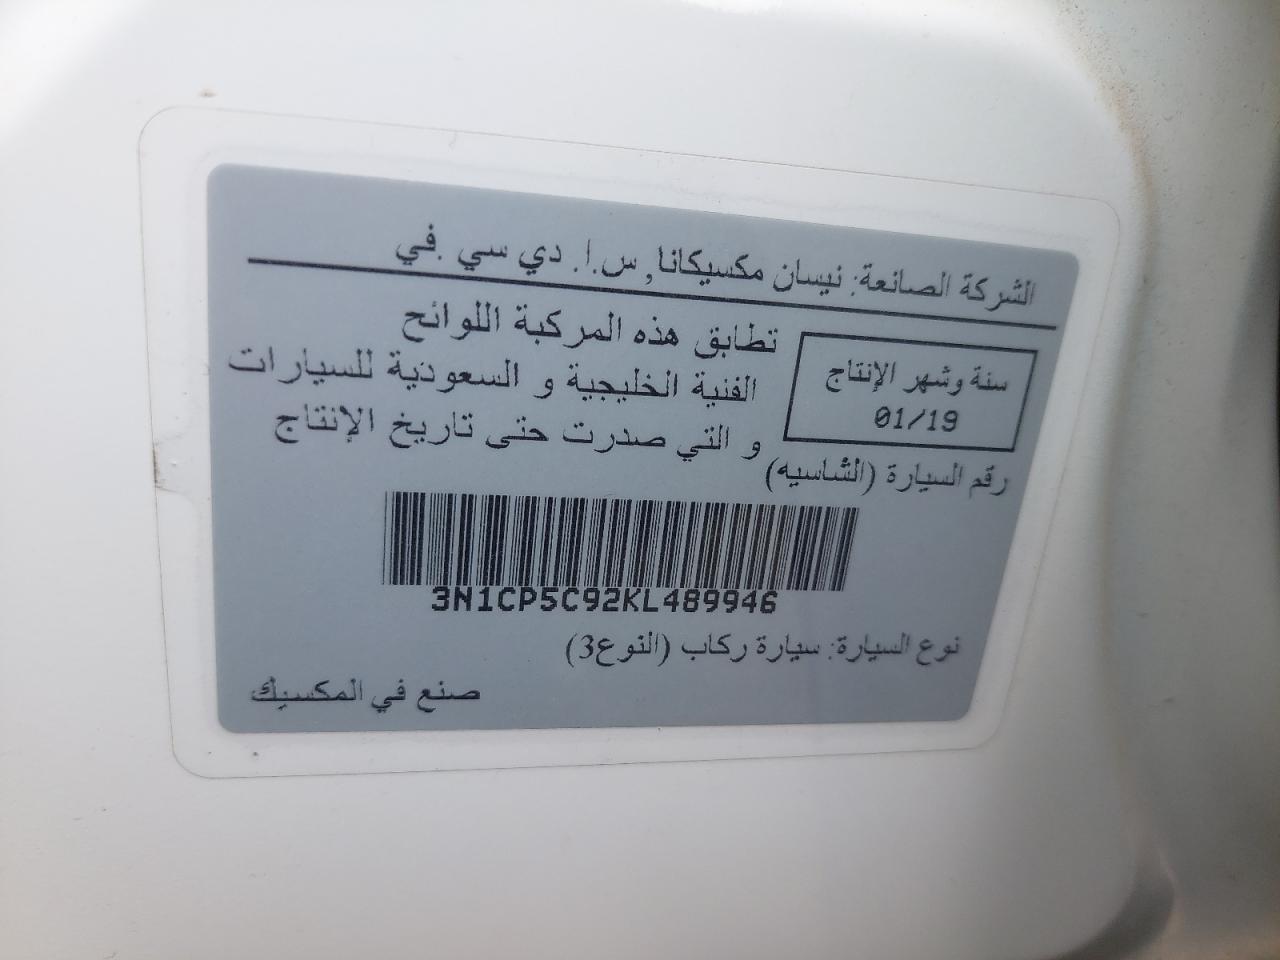 الشركة الصانعة: نيسان مكسيكانا, س.ا. دي سي .في
سنة وشهر الإنتاج
01/19
تطابق هذه المركبة اللوائح
الفنية الخليجية و السعودية للسيارات
و التي صدرت حتى تاريخ الإنتاج
رقم السيارة (الشاسيه)
3N1CP5C92KL489946
نوع السيارة: سيارة ركاب (النوع3)
صنع في المكسيك